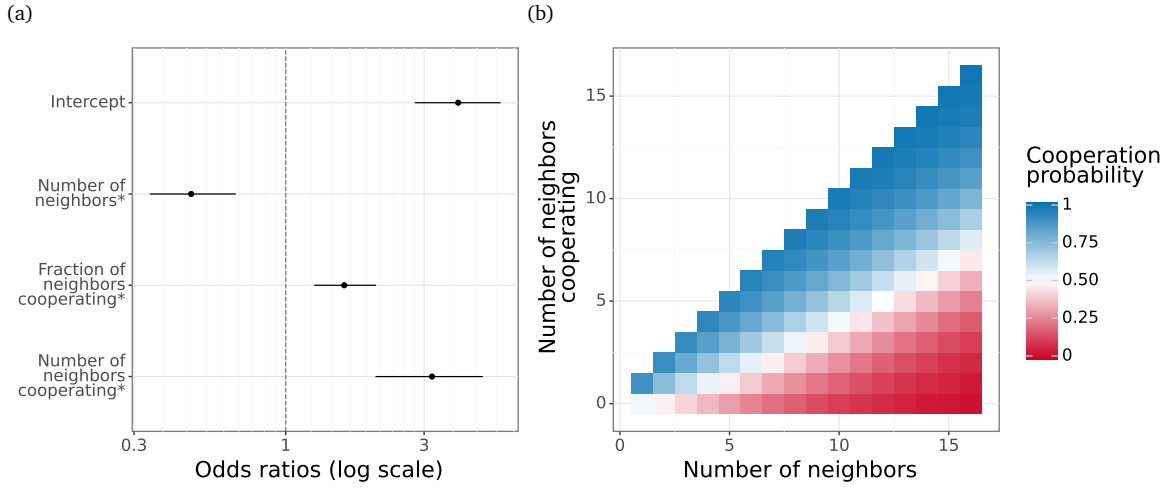 (a)
Intercept
Number of
neighbors*
Fraction of
neighbors
cooperating*
Number of
neighbors
cooperating*
0.3
1
3
Odds ratios (log scale)
(b)
Number of neighbors
cooperating
15
10
5
0
0
5
10
15
Number of neighbors
Cooperation
probability
1
0.75
0.50
0.25
0